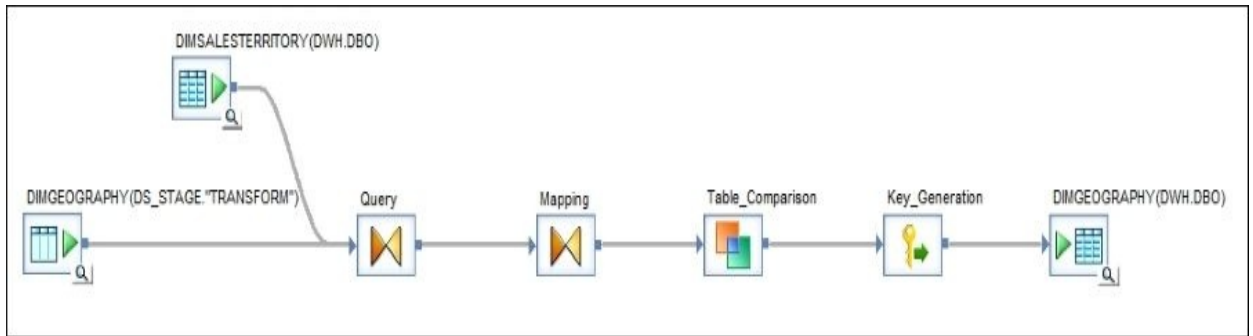 DIMSALESTERRITORY(DWH.DBO)
DIMGEOGRAPHY(DS_STAGE."TRANSFORM")
Query
Mapping
Table_Comparison
Key_Generation
DIMGEOGRAPHY(DWH.DBO)